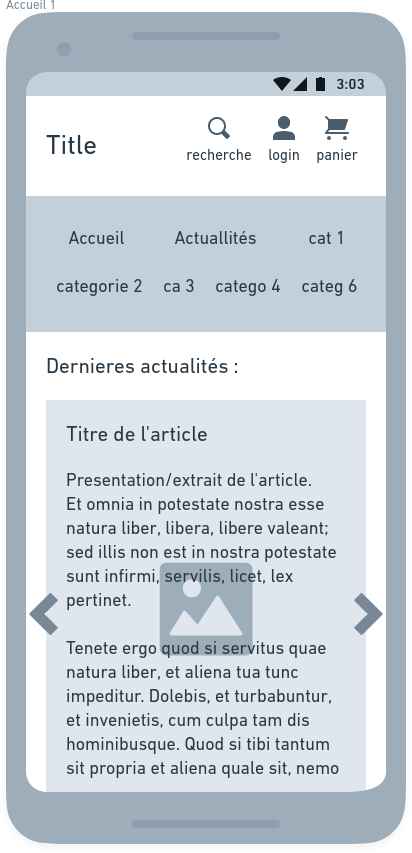 Accueil 1
3:03
Title
recherche login panier
Accueil Actuallités cat 1
categorie 2 ca 3 catego 4 categ 6
Dernieres actualités :
Titre de l'article
Presentation/extrait de l'article.
Et omnia in potestate nostra esse
natura liber, libera, libere valeant;
sed illis non est in nostra potestate
sunt infirmi, servilis, licet, lex
pertinet.
Tenete ergo quod si servitus quae
natura liber, et aliena tua tunc
impeditur. Dolebis, et turbabuntur,
et invenietis, cum culpa tam dis
hominibusque. Quod si tibi tantum
sit propria et aliena quale sit, nemo